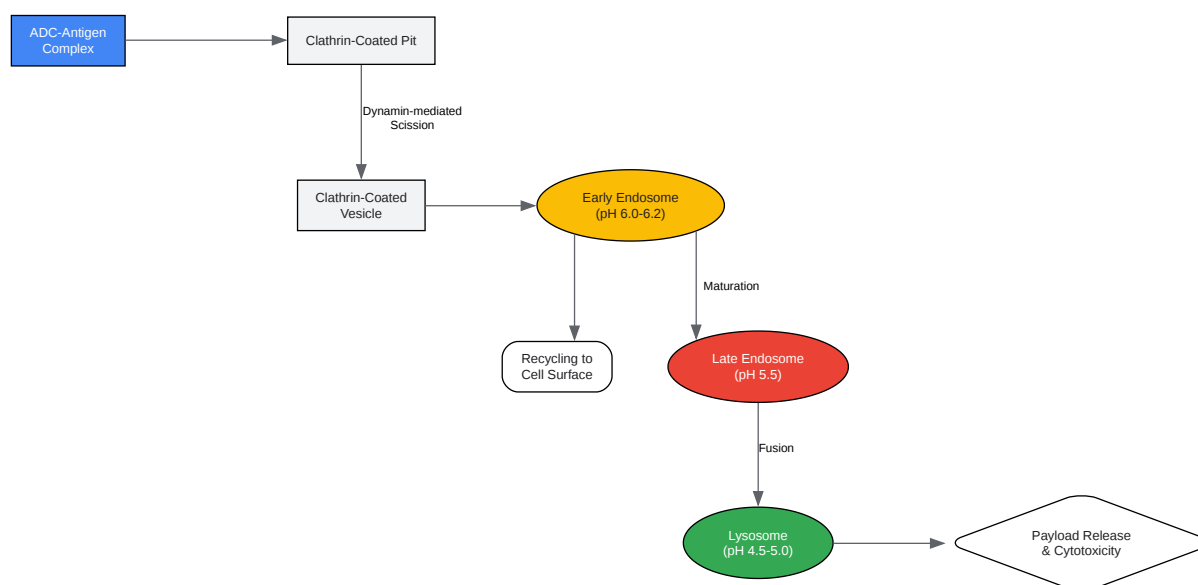 ADC-Antigen
Complex
Clathrin-Coated Pit
Dynamin-mediated
Scission
Clathrin-Coated
Vesicle
Early Endosome
(pH 6.0-6.2)
Maturation
Recycling to
Cell Surface
Late Endosome
(pH 5.5)
Fusion
Lysosome
(pH 4.5-5.0)
Payload Release
& Cytotoxicity